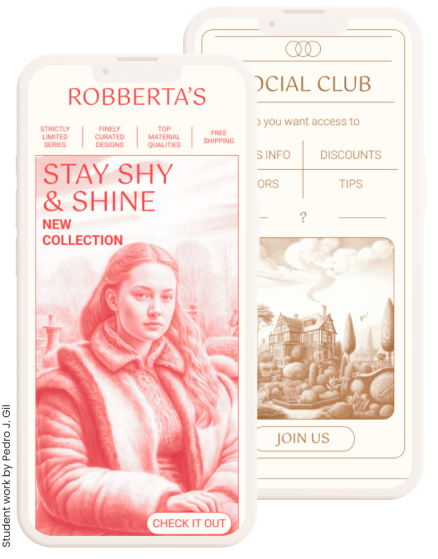 ROBBERTA'S
STRICTLY
LIMITED
SERIES
FINELY
CURATED
DESIGNS
TOP
MATERIAL
QUALITIES
FREE
SHIPPING
STAY SHY
& SHINE
NEW
COLLECTION
CHECK IT OUT
OCIAL CLUB
o you want access to
S INFO
DISCOUNTS
ORS
TIPS
?
JOIN US
Student work by Pedro J. Gil